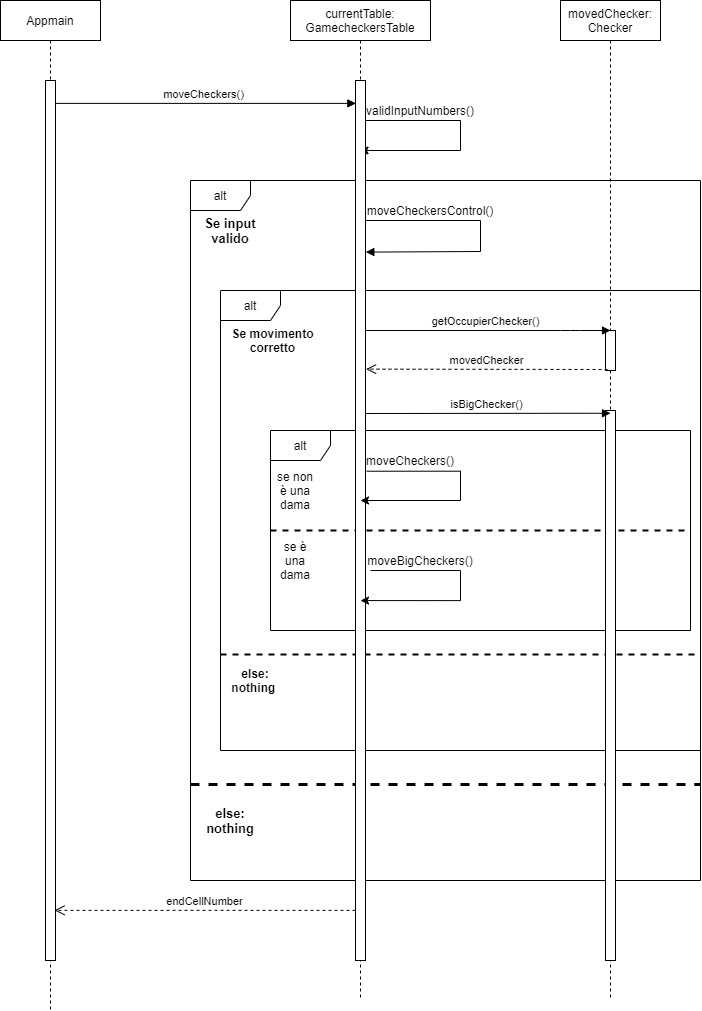 Appmain
currentTable:
GamecheckersTable
movedChecker:
Checker
moveCheckers()
validInputNumbers()
alt
Se input
valido
moveCheckersControl()
alt
Se movimento
corretto
getOccupierChecker()
movedChecker
isBigChecker()
alt
se non
è una
dama
moveCheckers()
se è
una
dama
moveBigCheckers()
else:
nothing
else:
nothing
endCellNumber